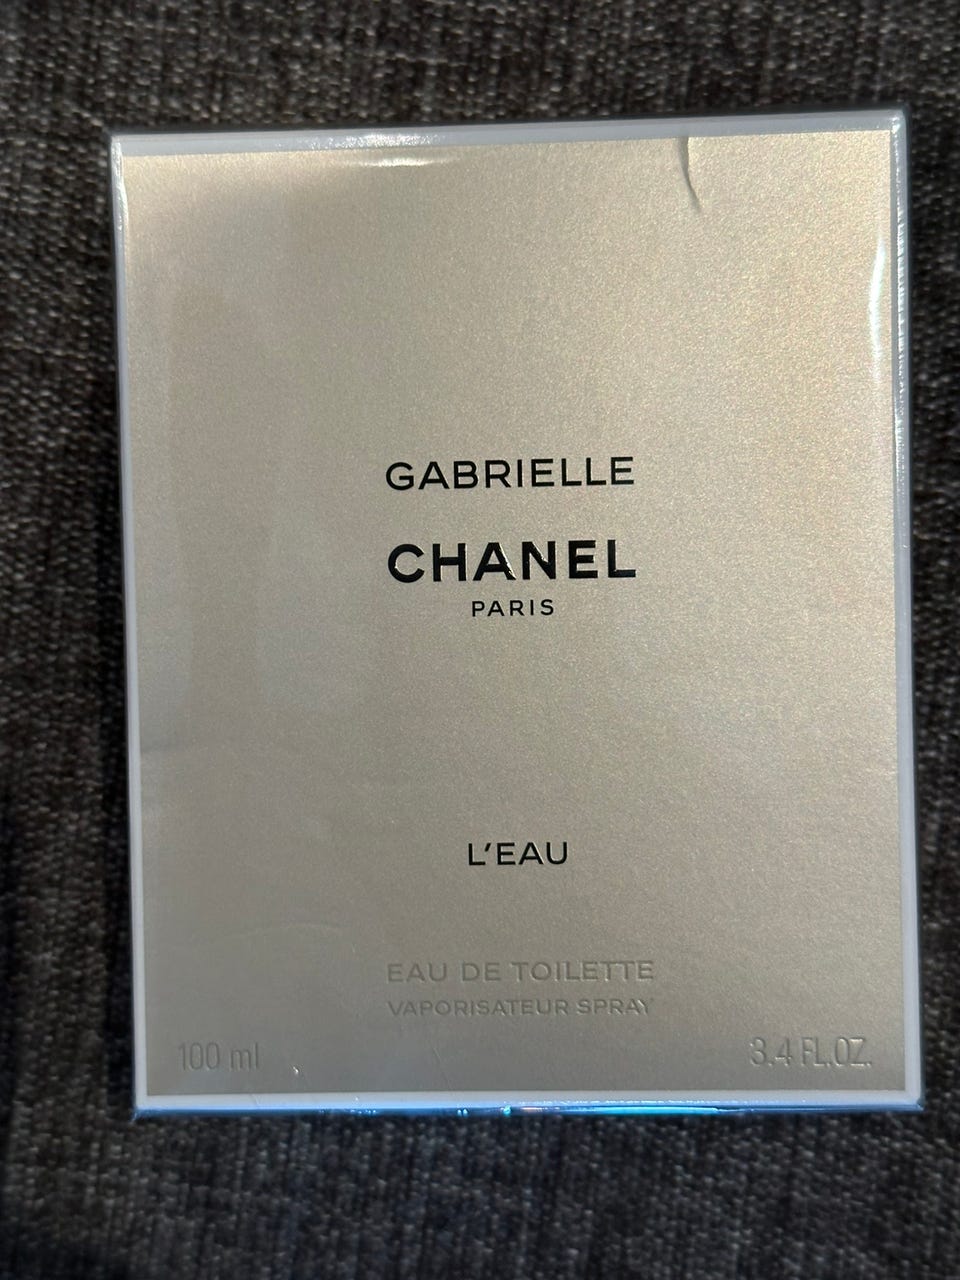 GABRIELLE
CHANEL
PARIS
L'EAU
EAU DE TOILETTE
VAPORISATEUR SPRAY
100 ml 3.4 FL.OZ.